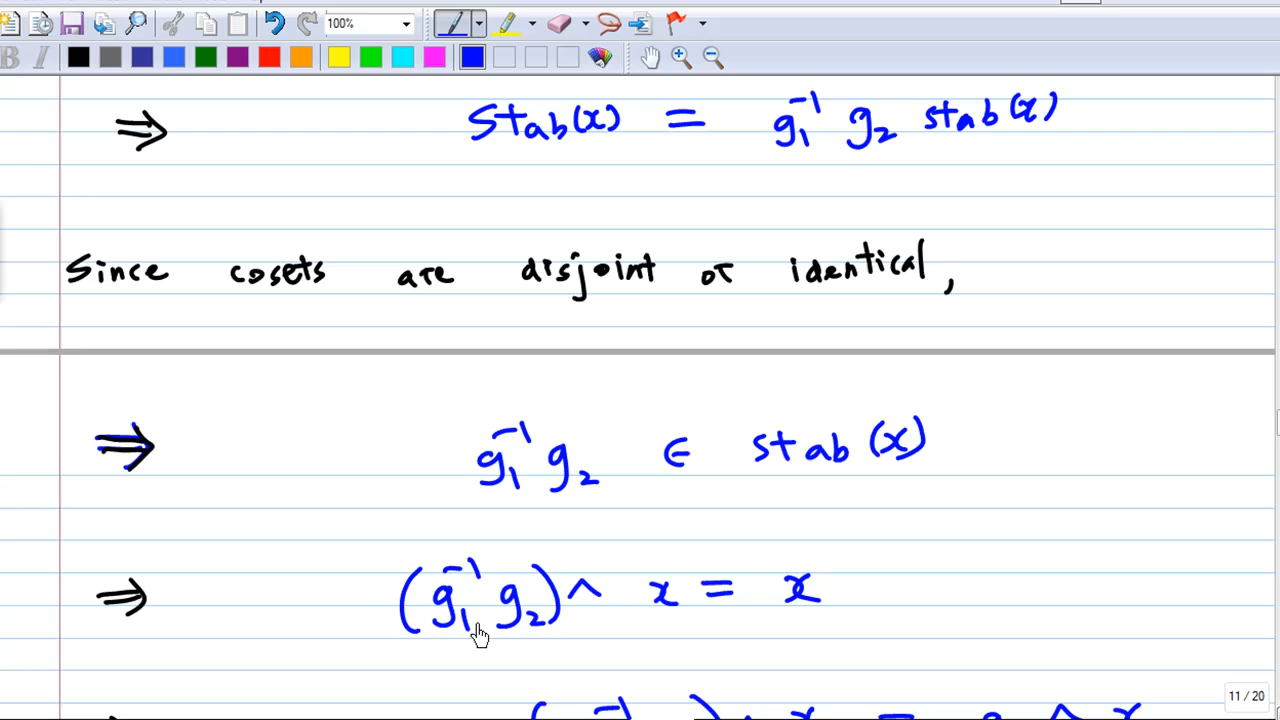 100%
⇒ Stab(x) = g₁⁻¹ g₂ stab(x)
Since cosets are disjoint or identical,
⇒ g₁⁻¹ g₂ ∈ stab(x)
⇒ (g₁⁻¹ g₂) ^ x = x
11 / 20